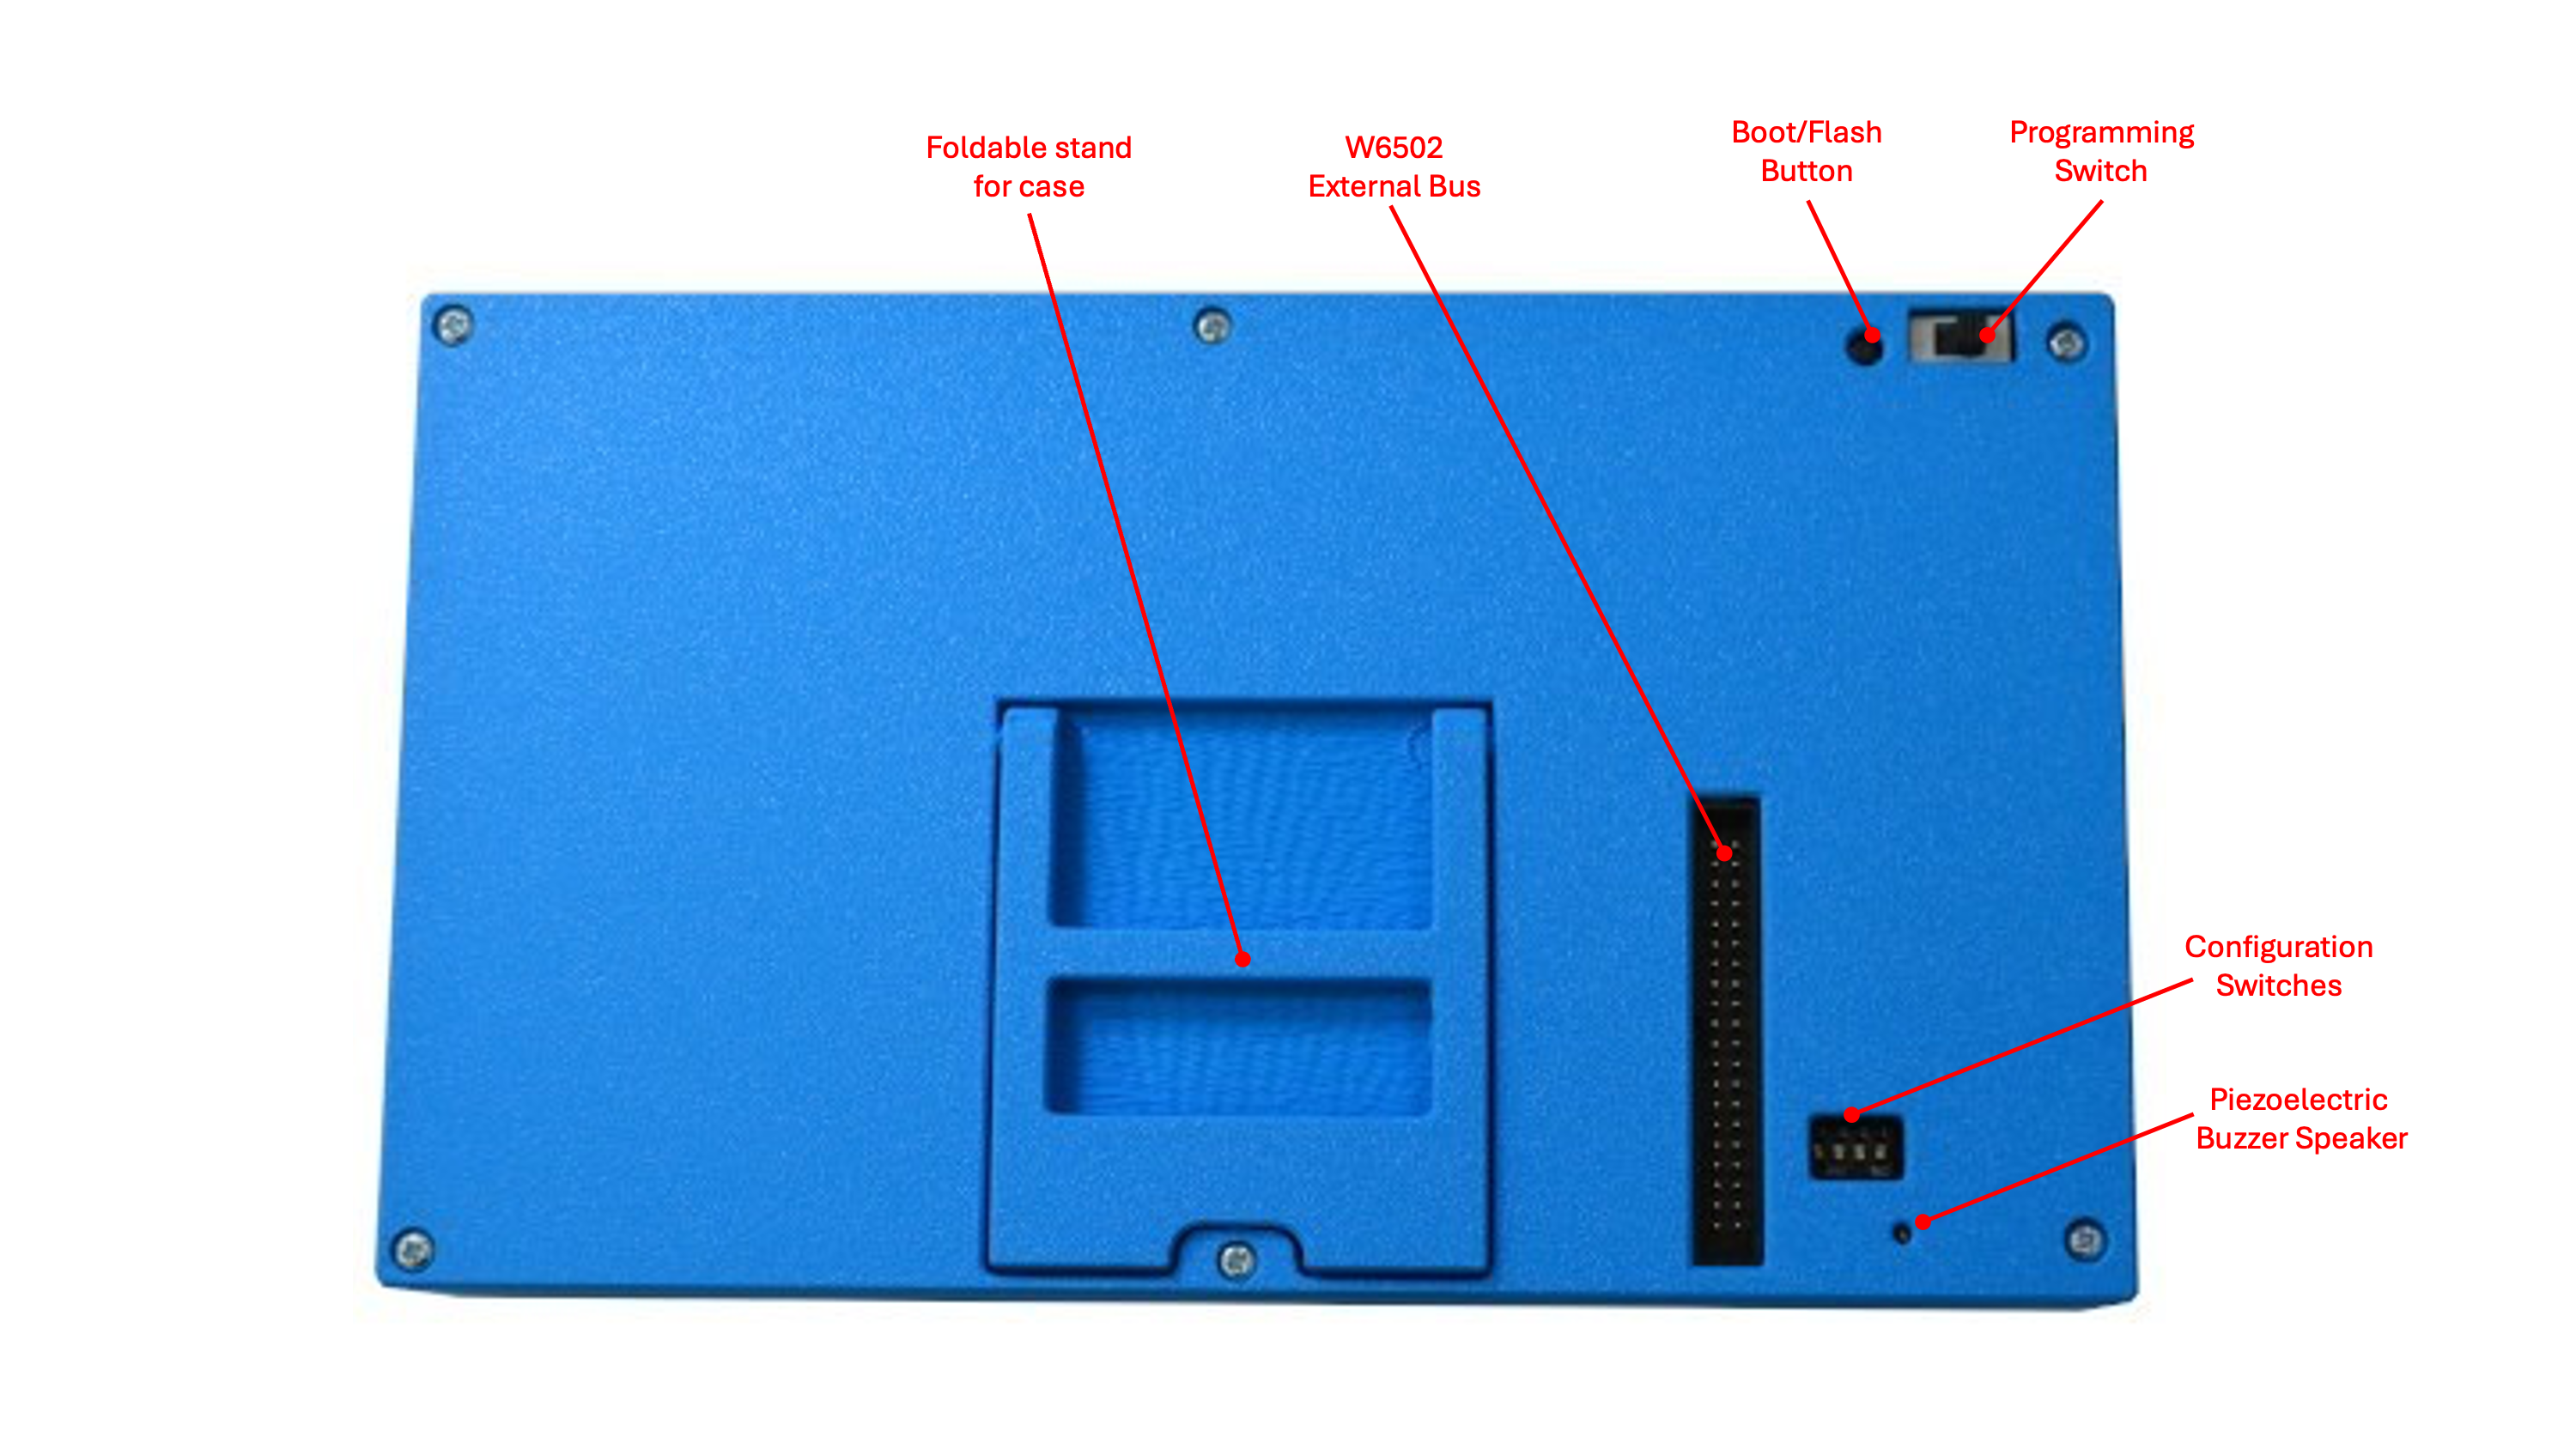 Foldable stand
for case
W6502
External Bus
Boot/Flash
Button
Programming
Switch
Configuration
Switches
Piezoelectric
Buzzer Speaker